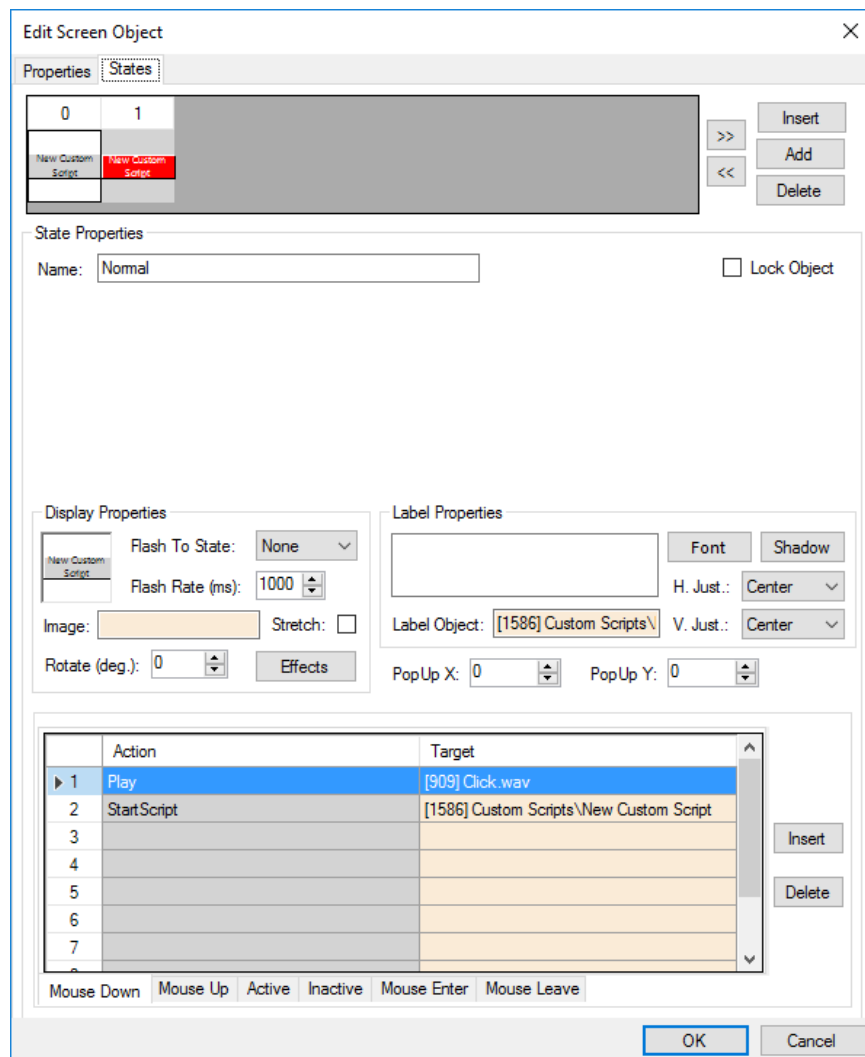 Edit Screen Object
Properties States
0 1
New Custom Script New Custom Script
>>
<<
Insert
Add
Delete
State Properties
Name: Normal
Lock Object
Display Properties
New Custom Script
Flash To State: None
Flash Rate (ms): 1000
Image:
Stretch:
Rotate (deg.): 0
Effects
Label Properties
Font Shadow
H. Just.: Center
Label Object: [1586] Custom Scripts\
V. Just.: Center
PopUp X: 0 PopUp Y: 0
Action Target
1 Play [909] Click.wav
2 StartScript [1586] Custom Scripts\New Custom Script
3
4
5
6
7
Insert
Delete
Mouse Down Mouse Up Active Inactive Mouse Enter Mouse Leave
OK Cancel